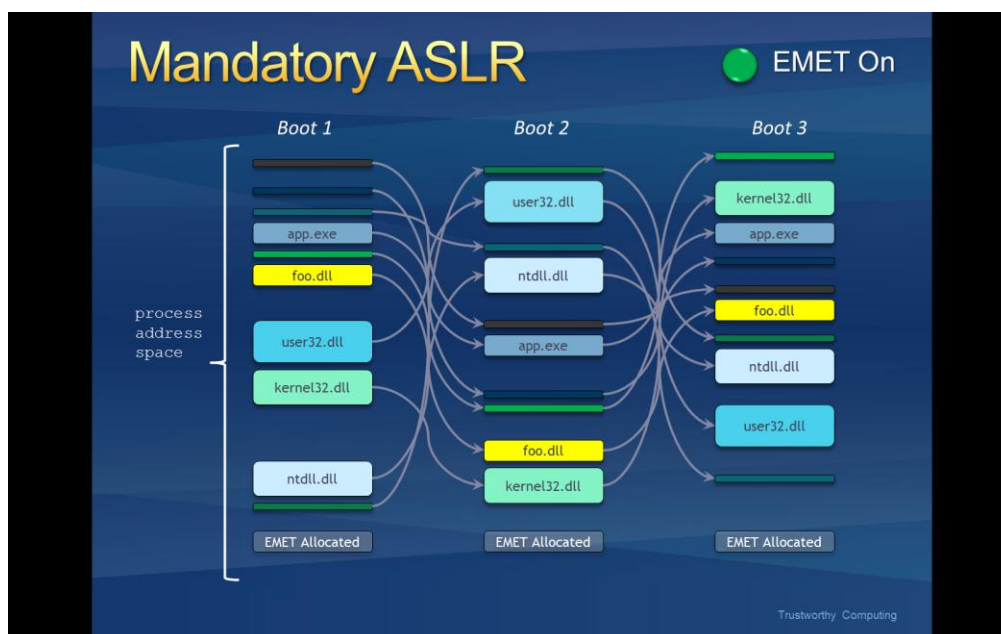 Mandatory ASLR
EMET On
Boot 1
Boot 2
Boot 3
process
address
space
app.exe
foo.dll
user32.dll
kernel32.dll
ntdll.dll
EMET Allocated
user32.dll
ntdll.dll
app.exe
foo.dll
kernel32.dll
EMET Allocated
kernel32.dll
app.exe
foo.dll
ntdll.dll
user32.dll
EMET Allocated
Trustworthy Computing